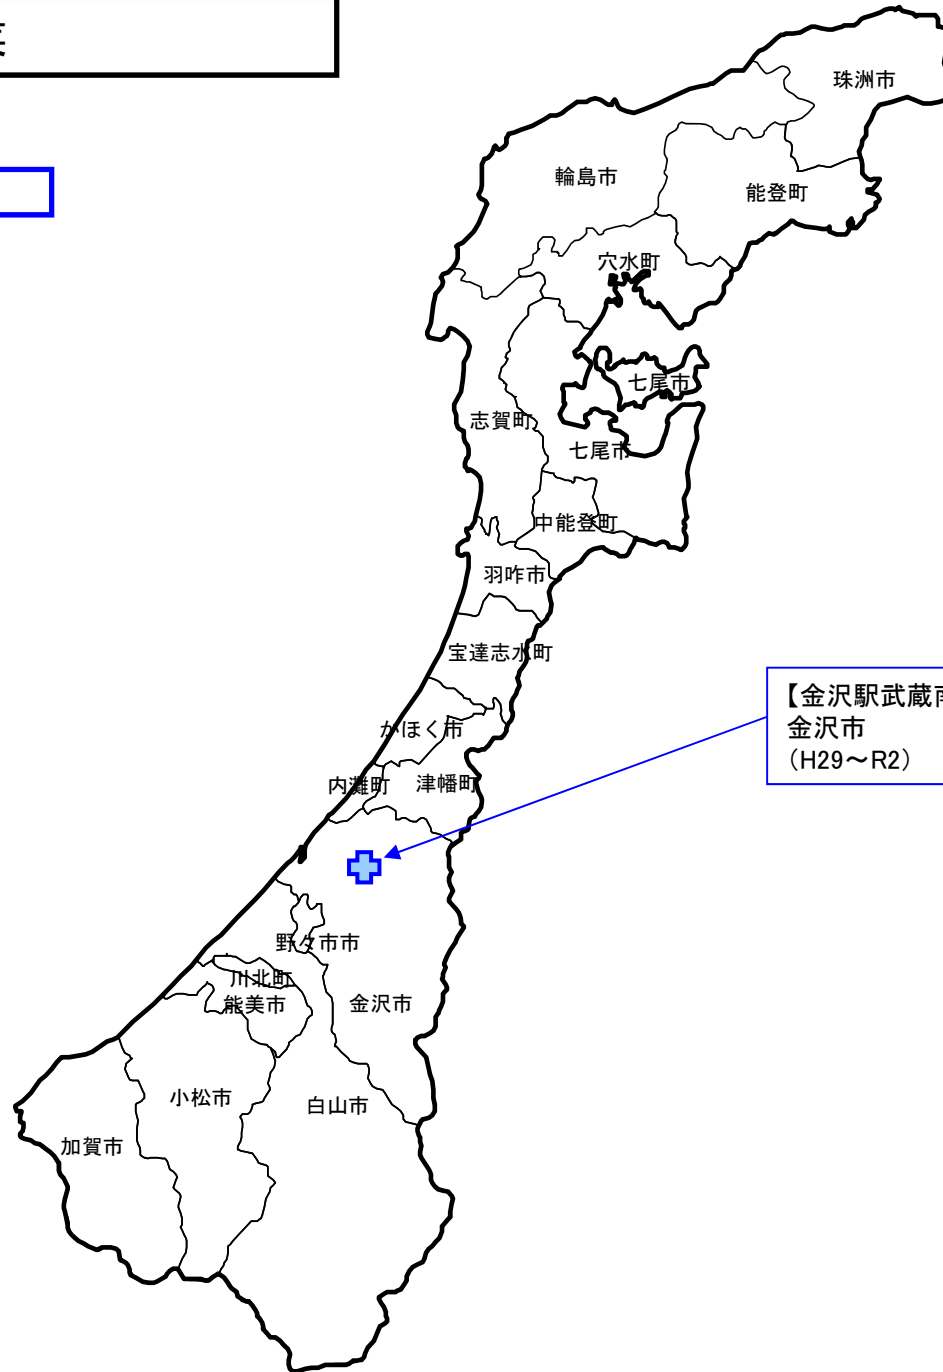 珠洲市
輪島市
能登町
穴水町
七尾市
志賀町
七尾市
中能登町
羽咋市
宝達志水町
【金沢駅武蔵南
金沢市
（H29～R2）
かほく市
内灘町
津幡町
野々市市
川北町
能美市
金沢市
小松市
白山市
加賀市